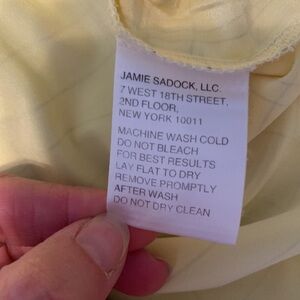 JAMIE SADOCK, LLC.
7 WEST 18TH STREET,
2ND FLOOR,
NEW YORK 10011
MACHINE WASH COLD
DO NOT BLEACH
FOR BEST RESULTS
LAY FLAT TO DRY
REMOVE PROMPTLY
AFTER WASH
DO NOT DRY CLEAN